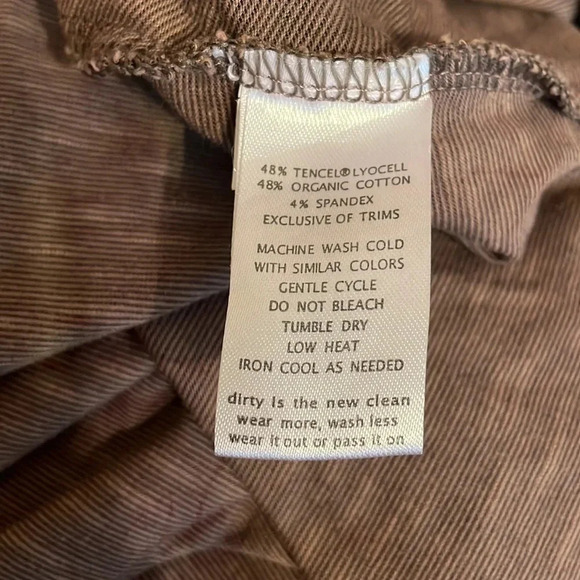 48% TENCEL® LYOCELL
48% ORGANIC COTTON
4% SPANDEX
EXCLUSIVE OF TRIMS
MACHINE WASH COLD
WITH SIMILAR COLORS
GENTLE CYCLE
DO NOT BLEACH
TUMBLE DRY
LOW HEAT
IRON COOL AS NEEDED
dirty is the new clean
wear more, wash less
wear it out or pass it on